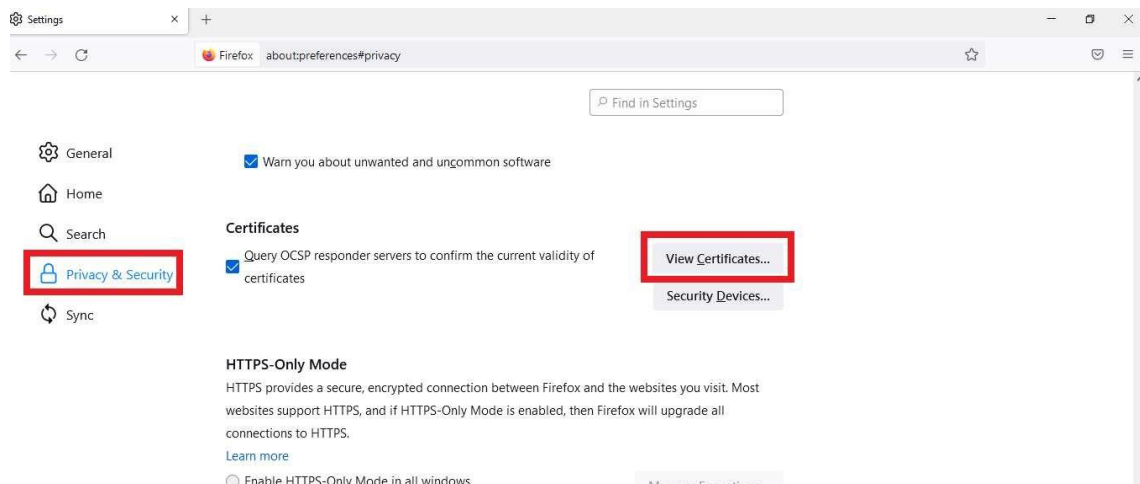 Settings
Firefox about:preferences#privacy
Find in Settings
General
Warn you about unwanted and uncommon software
Home
Search
Certificates
Query OCSP responder servers to confirm the current validity of
certificates
View Certificates...
Privacy & Security
Security Devices...
Sync
HTTPS-Only Mode
HTTPS provides a secure, encrypted connection between Firefox and the websites you visit. Most
websites support HTTPS, and if HTTPS-Only Mode is enabled, then Firefox will upgrade all
connections to HTTPS.
Learn more
Enable HTTPS-Only Mode in all windows